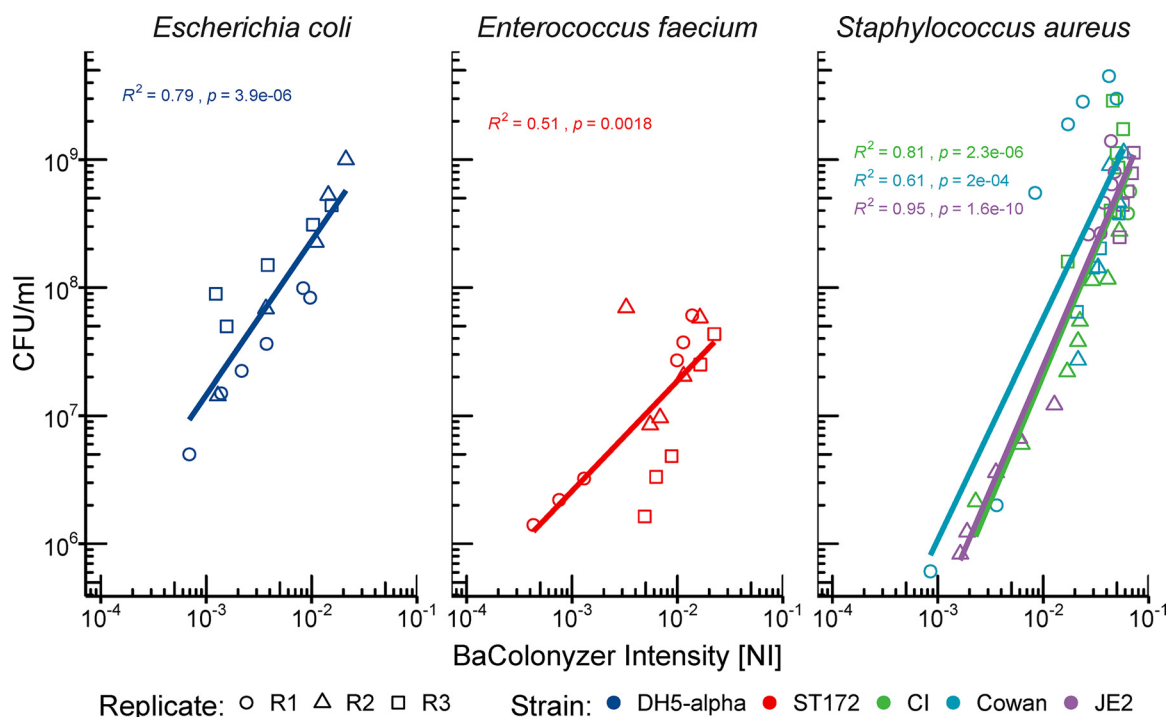 Escherichia coli Enterococcus faecium Staphylococcus aureus
R² = 0.79 , p = 3.9e-06
R² = 0.51 , p = 0.0018
R² = 0.81 , p = 2.3e-06
R² = 0.61 , p = 2e-04
R² = 0.95 , p = 1.6e-10
CFU/ml
10⁹
10⁸
10⁷
10⁶
10⁻⁴ 10⁻³ 10⁻² 10⁻¹ 10⁻⁴ 10⁻³ 10⁻² 10⁻¹ 10⁻⁴ 10⁻³ 10⁻² 10⁻¹
BaColonyzer Intensity [NI]
Replicate: R1 R2 R3 Strain: DH5-alpha ST172 CI Cowan JE2